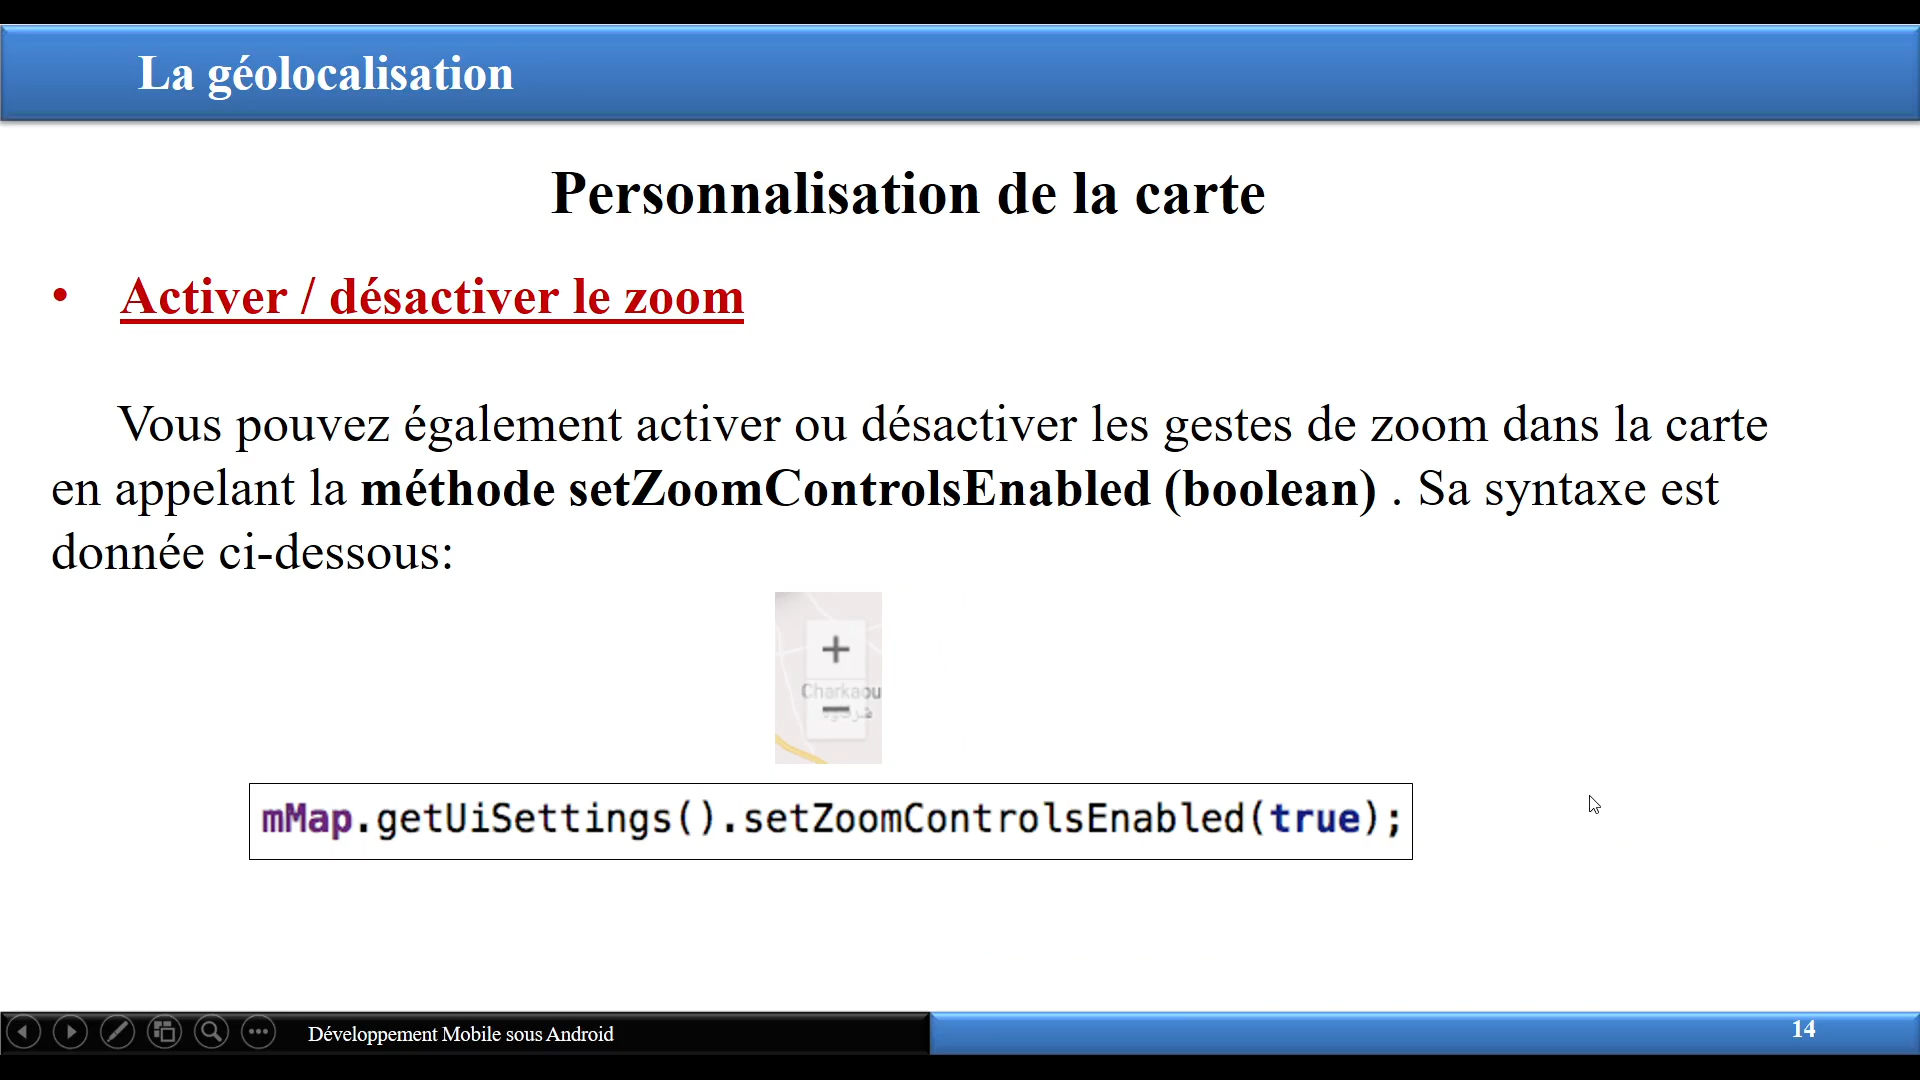 La géolocalisation
Personnalisation de la carte
• Activer / désactiver le zoom
Vous pouvez également activer ou désactiver les gestes de zoom dans la carte
en appelant la méthode setZoomControlsEnabled (boolean) . Sa syntaxe est
donnée ci-dessous:
+
Charkaou
mMap.getUiSettings().setZoomControlsEnabled(true);
Développement Mobile sous Android
14